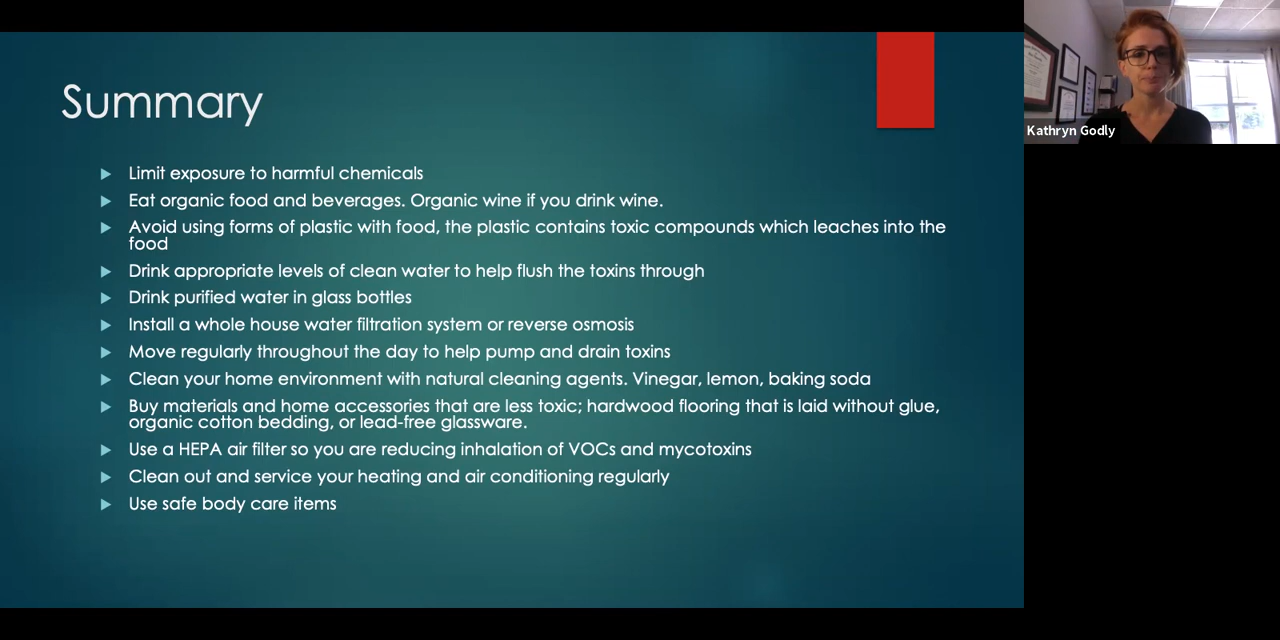 Summary
Limit exposure to harmful chemicals
Eat organic food and beverages. Organic wine if you drink wine.
Avoid using forms of plastic with food, the plastic contains toxic compounds which leaches into the
food
Drink appropriate levels of clean water to help flush the toxins through
Drink purified water in glass bottles
Install a whole house water filtration system or reverse osmosis
Move regularly throughout the day to help pump and drain toxins
Clean your home environment with natural cleaning agents. Vinegar, lemon, baking soda
Buy materials and home accessories that are less toxic; hardwood flooring that is laid without glue,
organic cotton bedding, or lead-free glassware.
Use a HEPA air filter so you are reducing inhalation of VOCs and mycotoxins
Clean out and service your heating and air conditioning regularly
Use safe body care items
Kathryn Godly